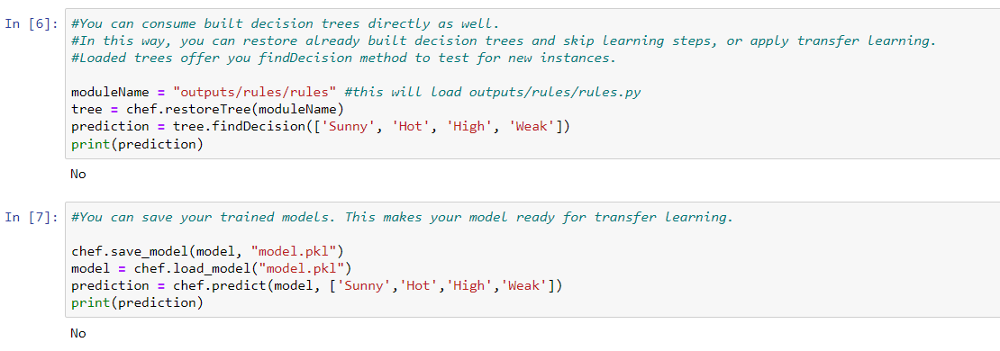 In [6]: #You can consume built decision trees directly as well.
#In this way, you can restore already built decision trees and skip learning steps, or apply transfer learning.
#Loaded trees offer you findDecision method to test for new instances.
moduleName = "outputs/rules/rules" #this will load outputs/rules/rules.py
tree = chef.restoreTree(moduleName)
prediction = tree.findDecision(['Sunny', 'Hot', 'High', 'Weak'])
print(prediction)
No
In [7]: #You can save your trained models. This makes your model ready for transfer learning.
chef.save_model(model, "model.pkl")
model = chef.load_model("model.pkl")
prediction = chef.predict(model, ['Sunny','Hot','High','Weak'])
print(prediction)
No